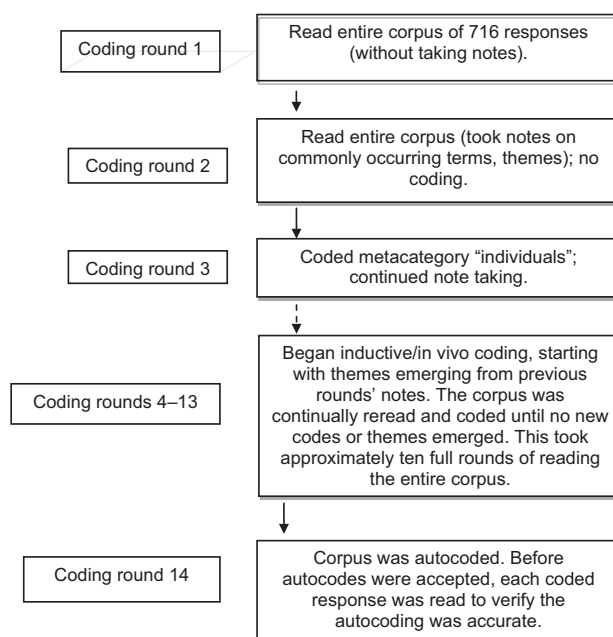 Coding round 1
Read entire corpus of 716 responses
(without taking notes).
Coding round 2
Read entire corpus (took notes on
commonly occurring terms, themes); no
coding.
Coding round 3
Coded metacategory “individuals”;
continued note taking.
Coding rounds 4–13
Began inductive/in vivo coding, starting
with themes emerging from previous
rounds’ notes. The corpus was
continually reread and coded until no new
codes or themes emerged. This took
approximately ten full rounds of reading
the entire corpus.
Coding round 14
Corpus was autocoded. Before
autocodes were accepted, each coded
response was read to verify the
autocoding was accurate.